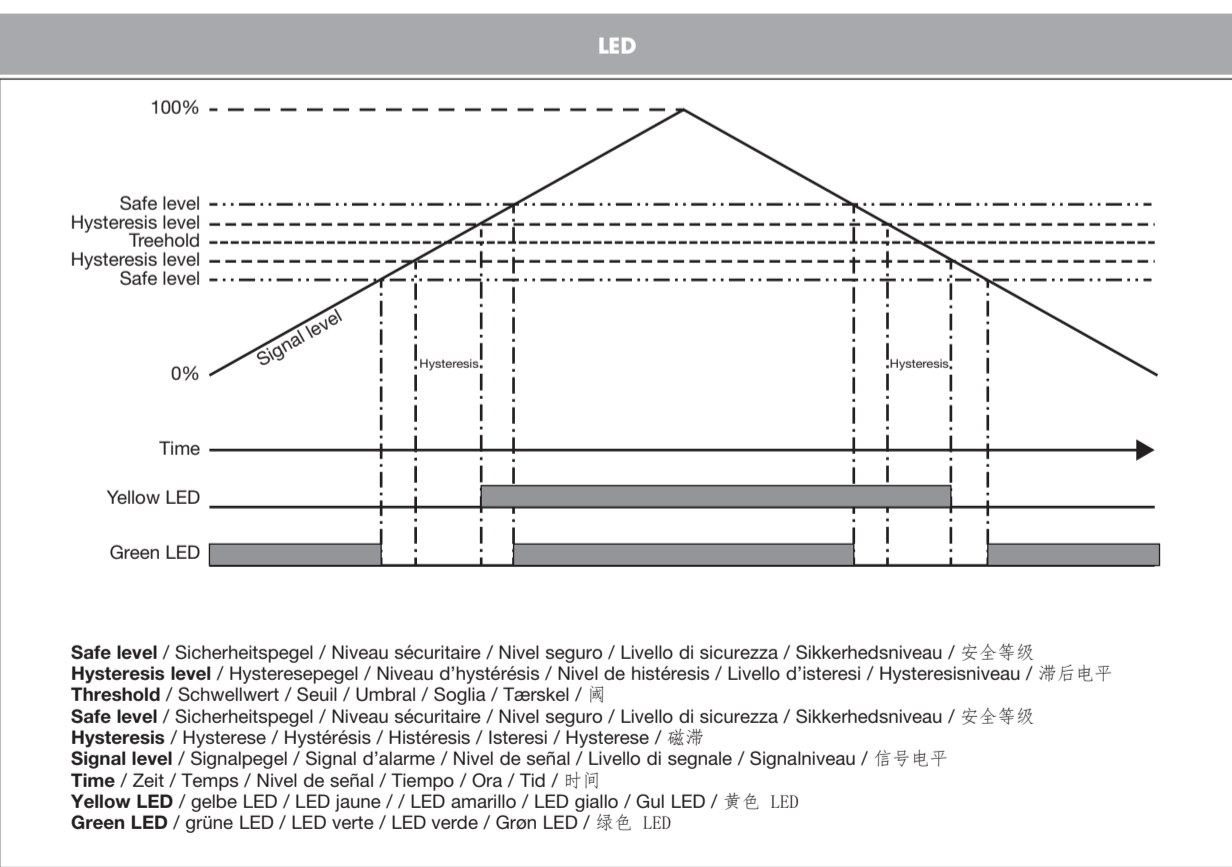 LED
100%
Safe level
Hysteresis level
Treehold
Hysteresis level
Safe level
Signal level
0%
Hysteresis
Hysteresis
Time
Yellow LED
Green LED
Safe level / Sicherheitspegel / Niveau sécuritaire / Nivel seguro / Livello di sicurezza / Sikkerhedsniveau / 安全等级
Hysteresis level / Hysteresepegel / Niveau d'hystérésis / Nivel de histéresis / Livello d'isteresi / Hysteresisniveau / 滞后电平
Threshold / Schwellwert / Seuil / Umbral / Soglia / Tærskel / 阈
Safe level / Sicherheitspegel / Niveau sécuritaire / Nivel seguro / Livello di sicurezza / Sikkerhedsniveau / 安全等级
Hysteresis / Hysterese / Hystérésis / Histéresis / Isteresi / Hysterese / 磁滞
Signal level / Signalpegel / Signal d'alarme / Nivel de señal / Livello di segnale / Signalniveau / 信号电平
Time / Zeit / Temps / Nivel de señal / Tiempo / Ora / Tid / 时间
Yellow LED / gelbe LED / LED jaune / / LED amarillo / LED giallo / Gul LED / 黄色 LED
Green LED / grüne LED / LED verte / LED verde / Grøn LED / 绿色 LED